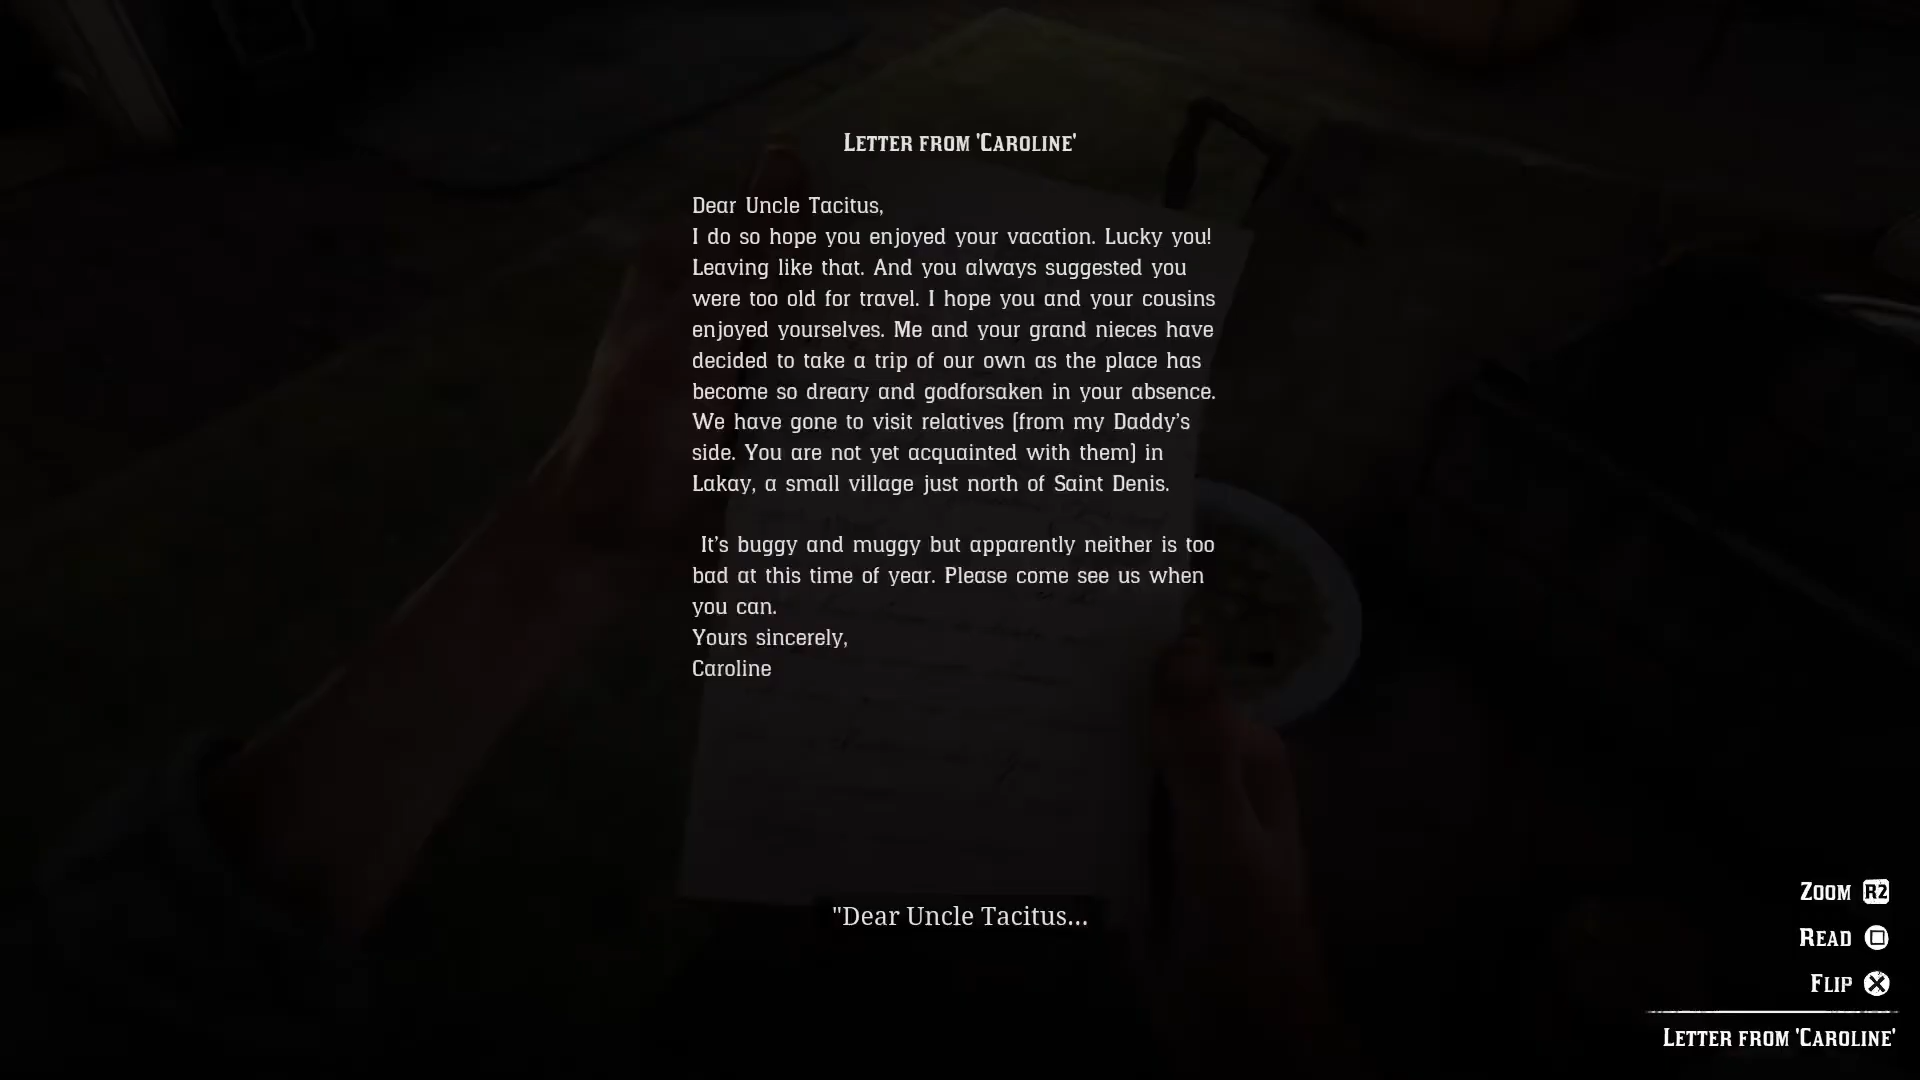 Letter from 'Caroline'
Dear Uncle Tacitus,
I do so hope you enjoyed your vacation. Lucky you!
Leaving like that. And you always suggested you
were too old for travel. I hope you and your cousins
enjoyed yourselves. Me and your grand nieces have
decided to take a trip of our own as the place has
become so dreary and godforsaken in your absence.
We have gone to visit relatives (from my Daddy's
side. You are not yet acquainted with them) in
Lakay, a small village just north of Saint Denis.
It's buggy and muggy but apparently neither is too
bad at this time of year. Please come see us when
you can.
Yours sincerely,
Caroline
"Dear Uncle Tacitus...
Zoom R2
Read
Flip
Letter from 'Caroline'